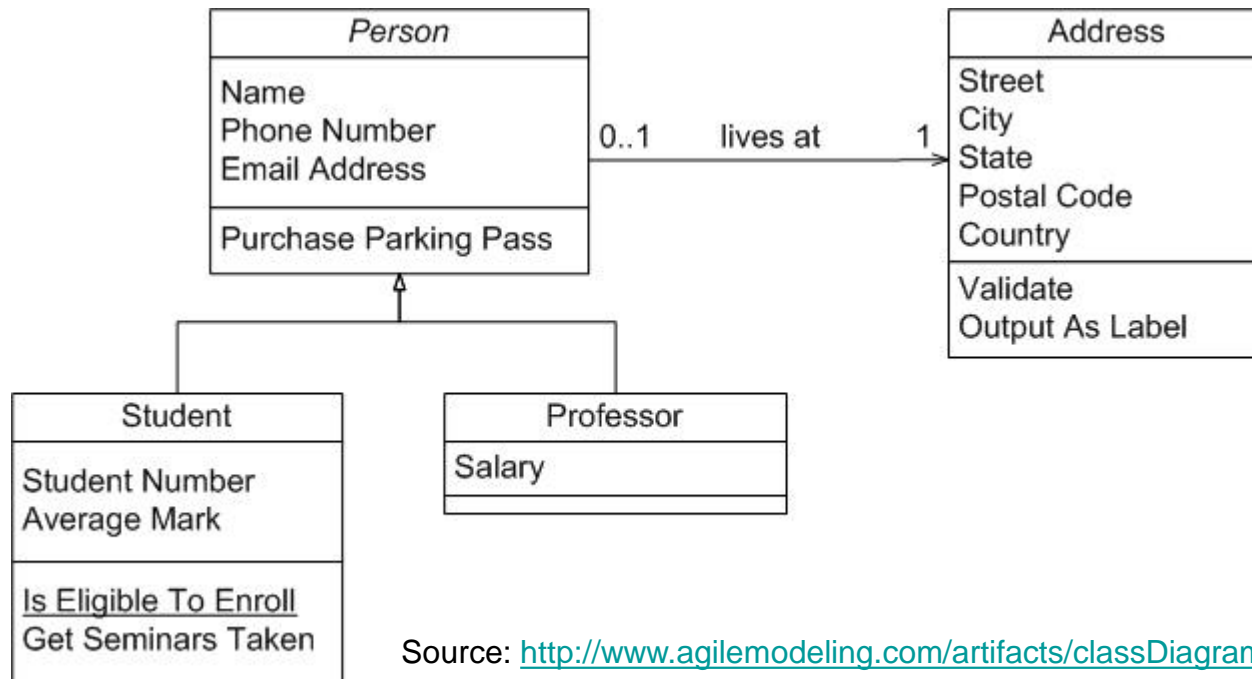 Person
Name
Phone Number
Email Address
Purchase Parking Pass
0..1 lives at 1
Address
Street
City
State
Postal Code
Country
Validate
Output As Label
Student
Student Number
Average Mark
Is Eligible To Enroll
Get Seminars Taken
Professor
Salary
Source: http://www.agilemodeling.com/artifacts/classDiagram